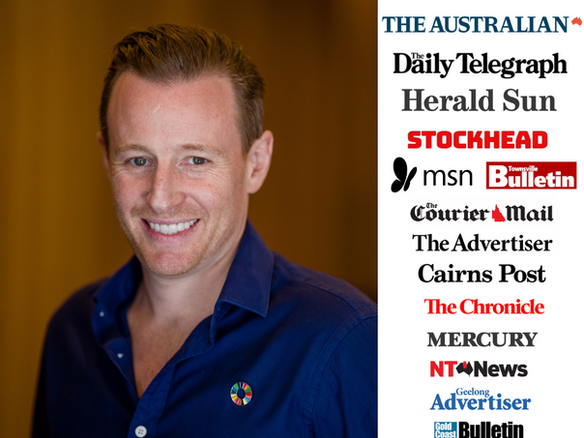 THE AUSTRALIAN
The
Daily Telegraph
Herald Sun
STOCKHEAD
msn
Townsville
Bulletin
The
Courier Mail
The Advertiser
Cairns Post
The Chronicle
MERCURY
NT News
Geelong
Advertiser
Gold
Coast
Bulletin